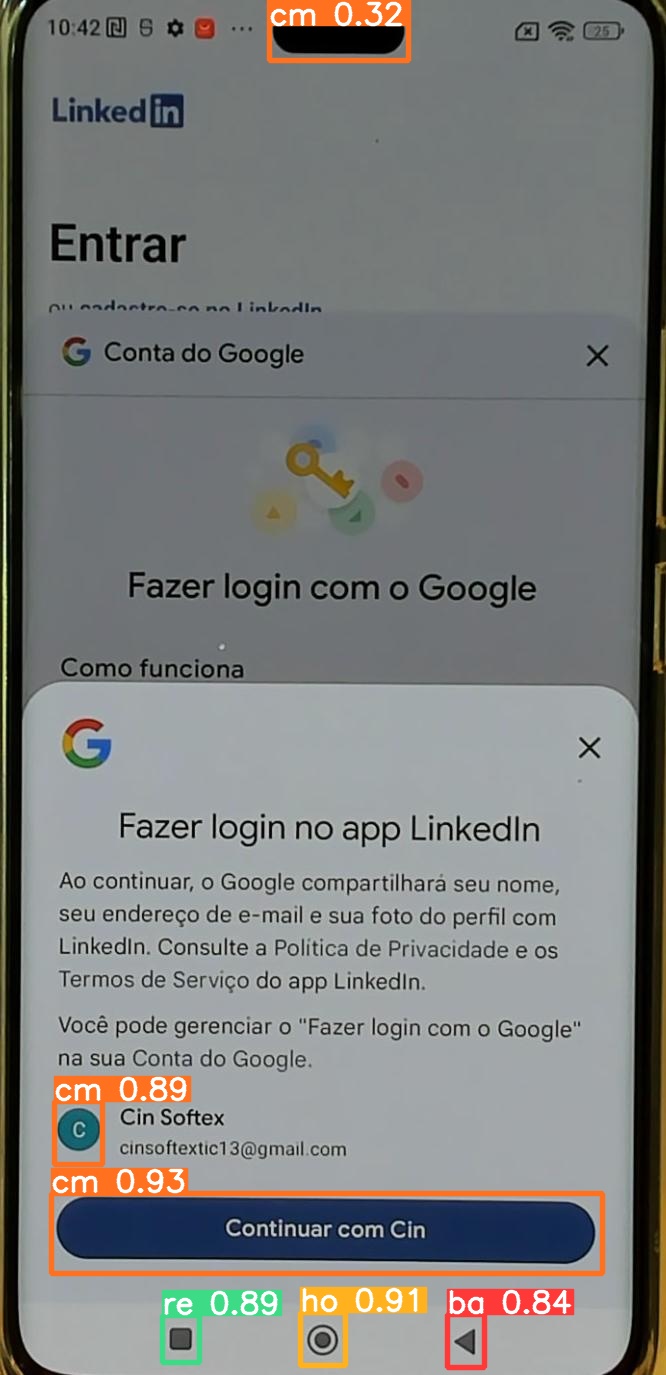 cm 0.32
10:42
25
Linked in
Entrar
ou cadastre-se no LinkedIn
G Conta do Google
Fazer login com o Google
Como funciona
G
Fazer login no app LinkedIn
Ao continuar, o Google compartilhará seu nome,
seu endereço de e-mail e sua foto do perfil com
LinkedIn. Consulte a Política de Privacidade e os
Termos de Serviço do app LinkedIn.
Você pode gerenciar o "Fazer login com o Google"
na sua Conta do Google.
cm 0.89
C
Cin Softex
cinsoftextic13@gmail.com
cm 0.93
Continuar com Cin
re 0.89 ho 0.91 ba 0.84